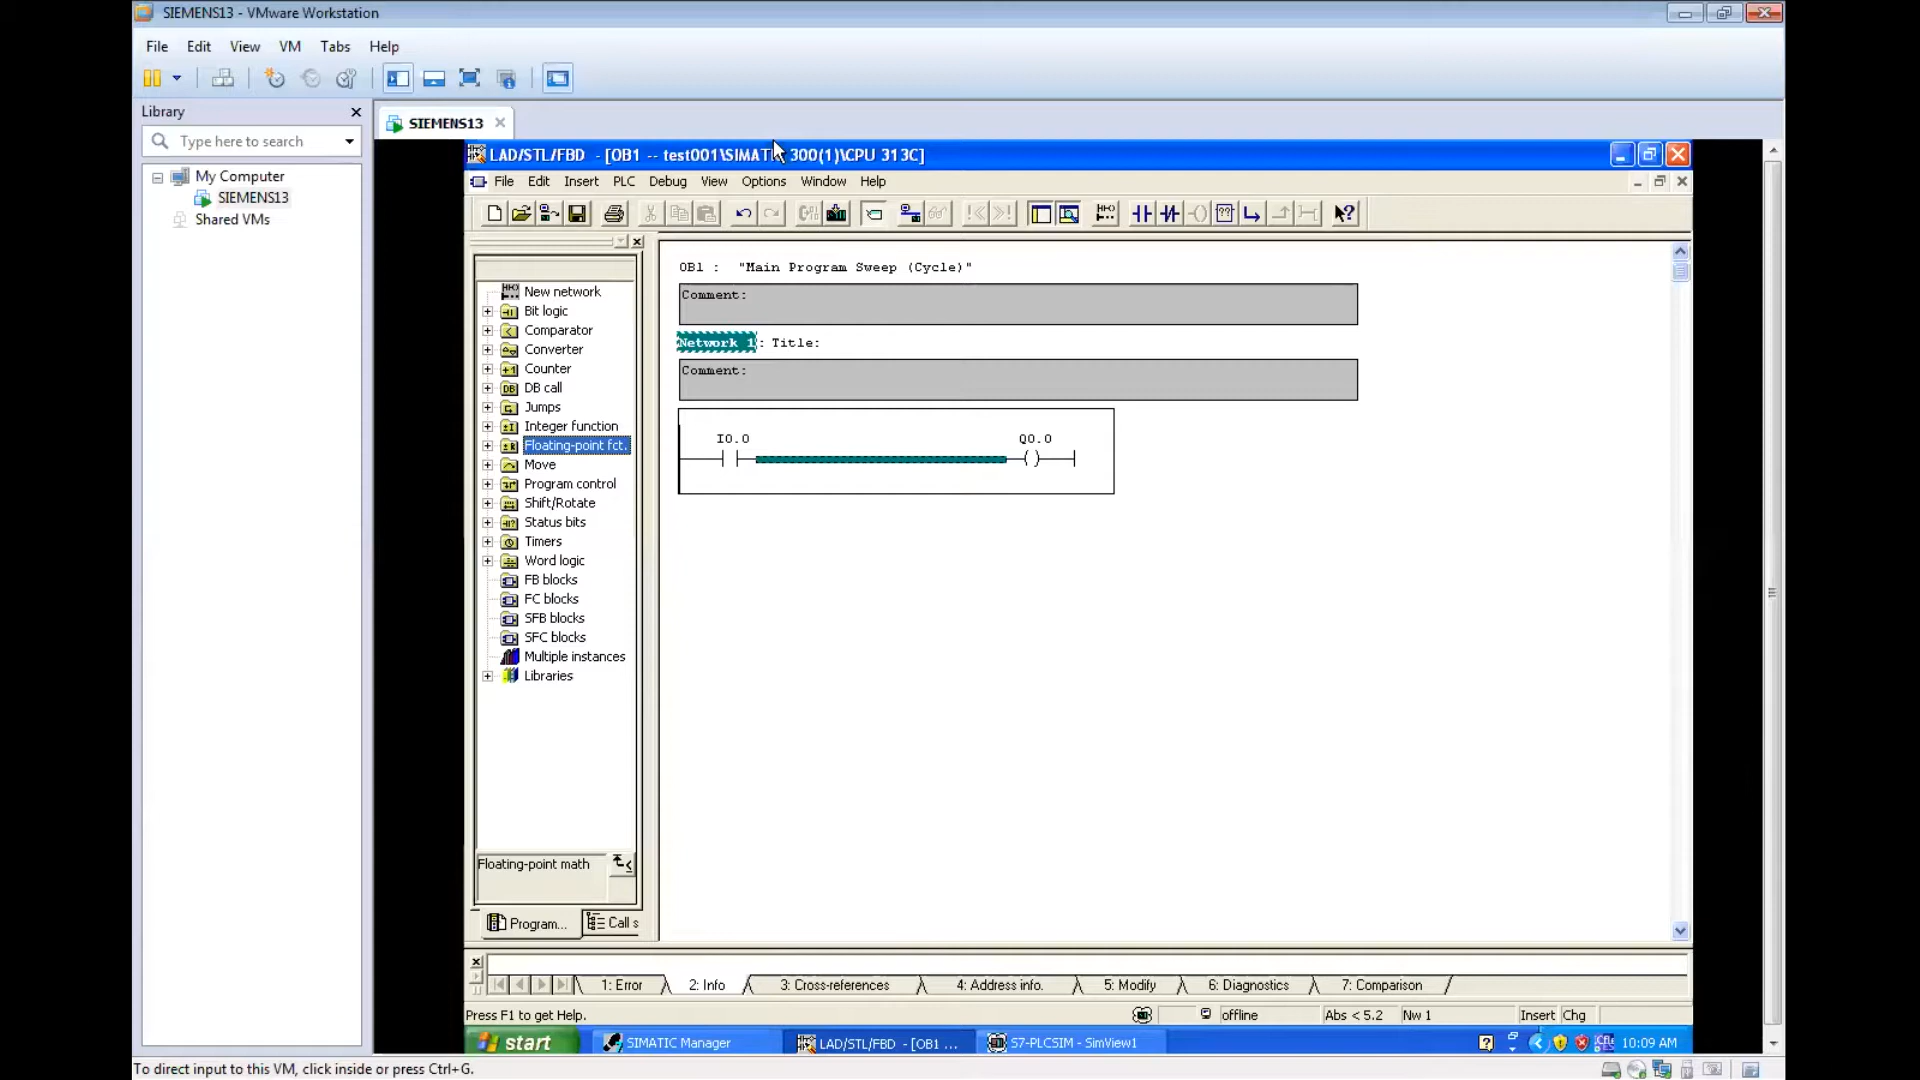 SIEMENS13 - VMware Workstation
File Edit View VM Tabs Help
Library
Type here to search
My Computer
SIEMENS13
Shared VMs
SIEMENS13
LAD/STL/FBD - [OB1 -- test001\SIMATIC 300(1)\CPU 313C]
File Edit Insert PLC Debug View Options Window Help
New network
Bit logic
Comparator
Converter
Counter
DB call
Jumps
Integer function
Floating-point fct.
Move
Program control
Shift/Rotate
Status bits
Timers
Word logic
FB blocks
FC blocks
SFB blocks
SFC blocks
Multiple instances
Libraries
Floating-point math
Program... Call s
OB1 : "Main Program Sweep (Cycle)"
Comment:
Network 1: Title:
Comment:
I0.0 Q0.0
1: Error 2: Info 3: Cross-references 4: Address info. 5: Modify 6: Diagnostics 7: Comparison
Press F1 to get Help. offline Abs < 5.2 Nw 1 Insert Chg
start SIMATIC Manager LAD/STL/FBD - [OB1 ... S7-PLCSIM - SimView1 10:09 AM
To direct input to this VM, click inside or press Ctrl+G.